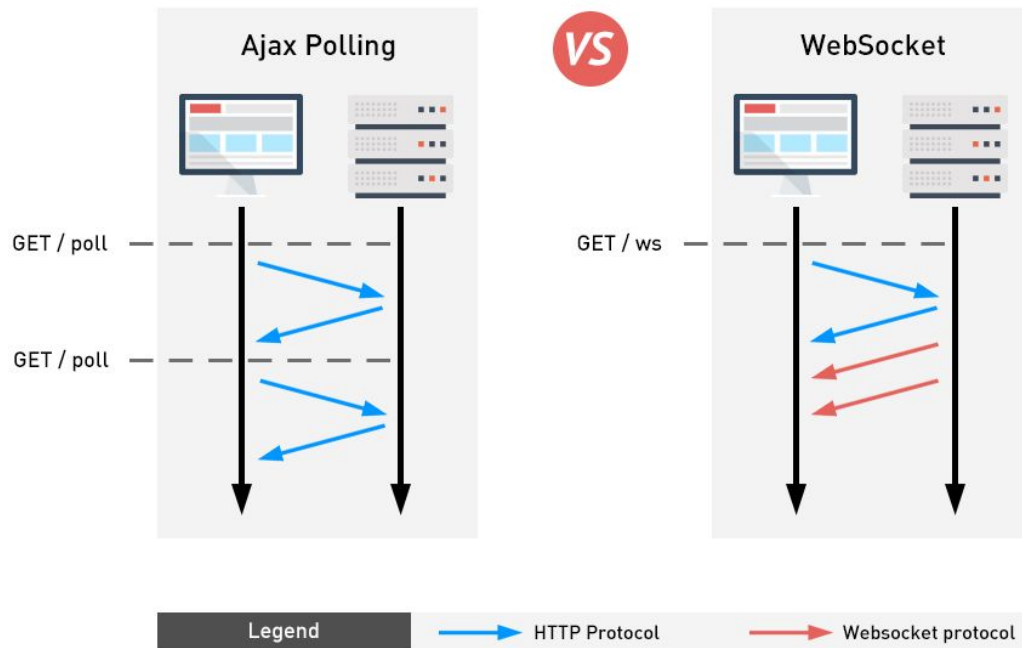 Ajax Polling
VS
WebSocket
GET / poll
GET / ws
GET / poll
Legend
HTTP Protocol
Websocket protocol